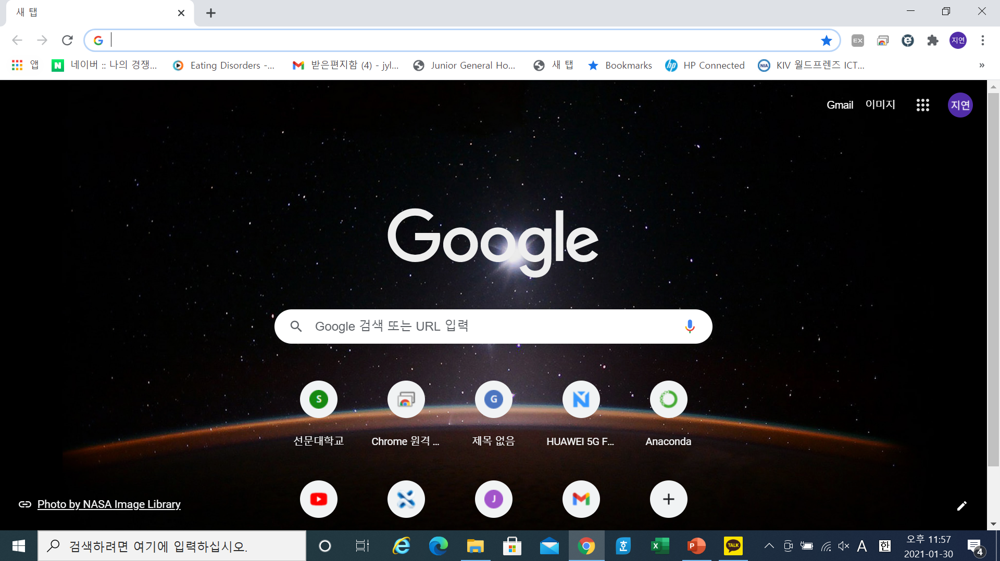 새 탭
앱
네이버 :: 나의 경쟁...
Eating Disorders -...
받은편지함 (4) - jyl...
Junior General Ho...
새 탭
Bookmarks
HP Connected
KIV 월드프렌즈 ICT...
EX
지연
Gmail 이미지
지연
Google
Google 검색 또는 URL 입력
S
G
선문대학교
Chrome 원격 ...
제목 없음
HUAWEI 5G F...
Anaconda
J
Photo by NASA Image Library
검색하려면 여기에 입력하십시오.
TALK
A
한
오후 11:57
2021-01-30
4